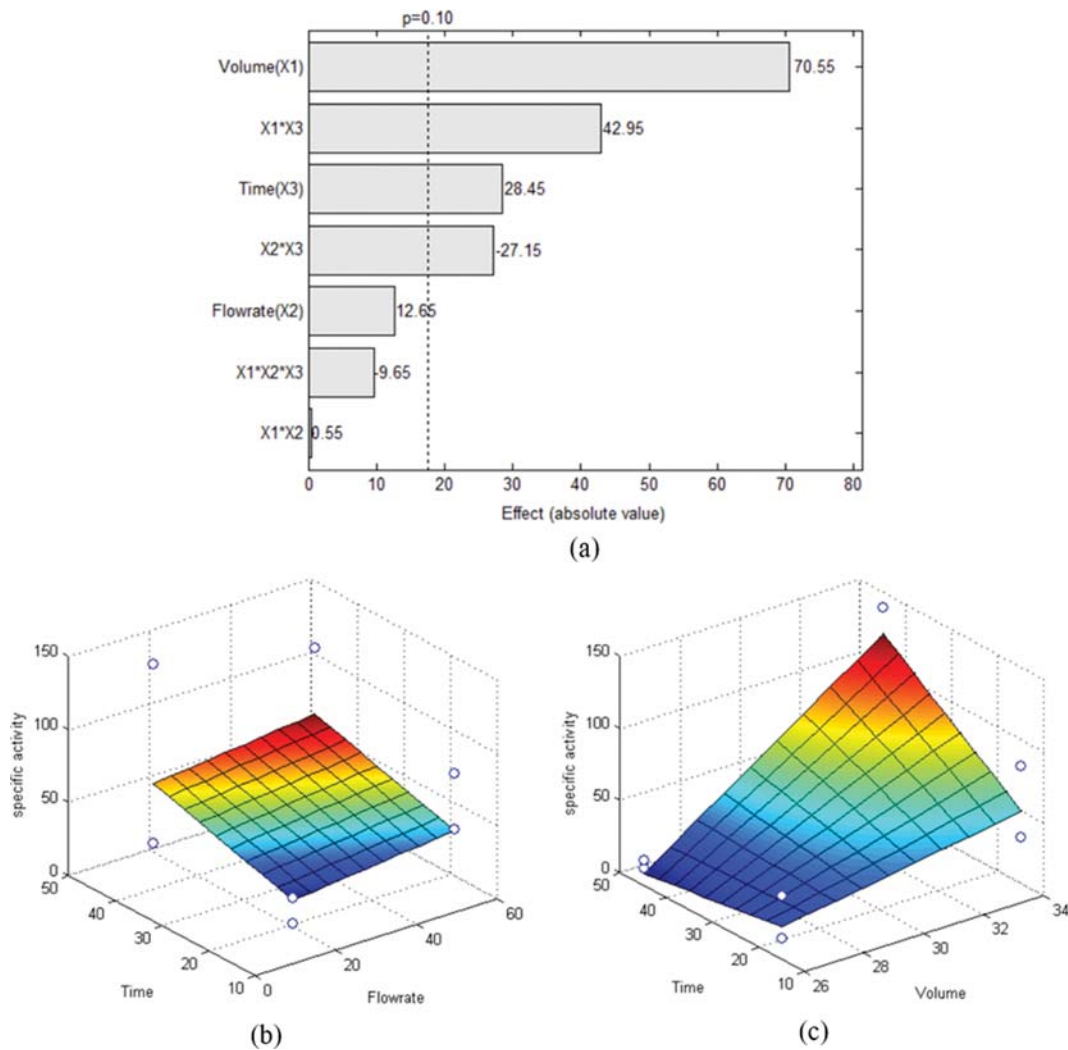 p=0.10
Volume(X1) 70.55
X1*X3 42.95
Time(X3) 28.45
X2*X3 -27.15
Flowrate(X2) 12.65
X1*X2*X3 -9.65
X1*X2 0.55
0 10 20 30 40 50 60 70 80
Effect (absolute value)
(a)
specific activity
150
100
50
0
50
40
30
20
10
Time
0
20
40
60
Flowrate
(b)
specific activity
150
100
50
0
50
40
30
20
10
Time
26
28
30
32
34
Volume
(c)